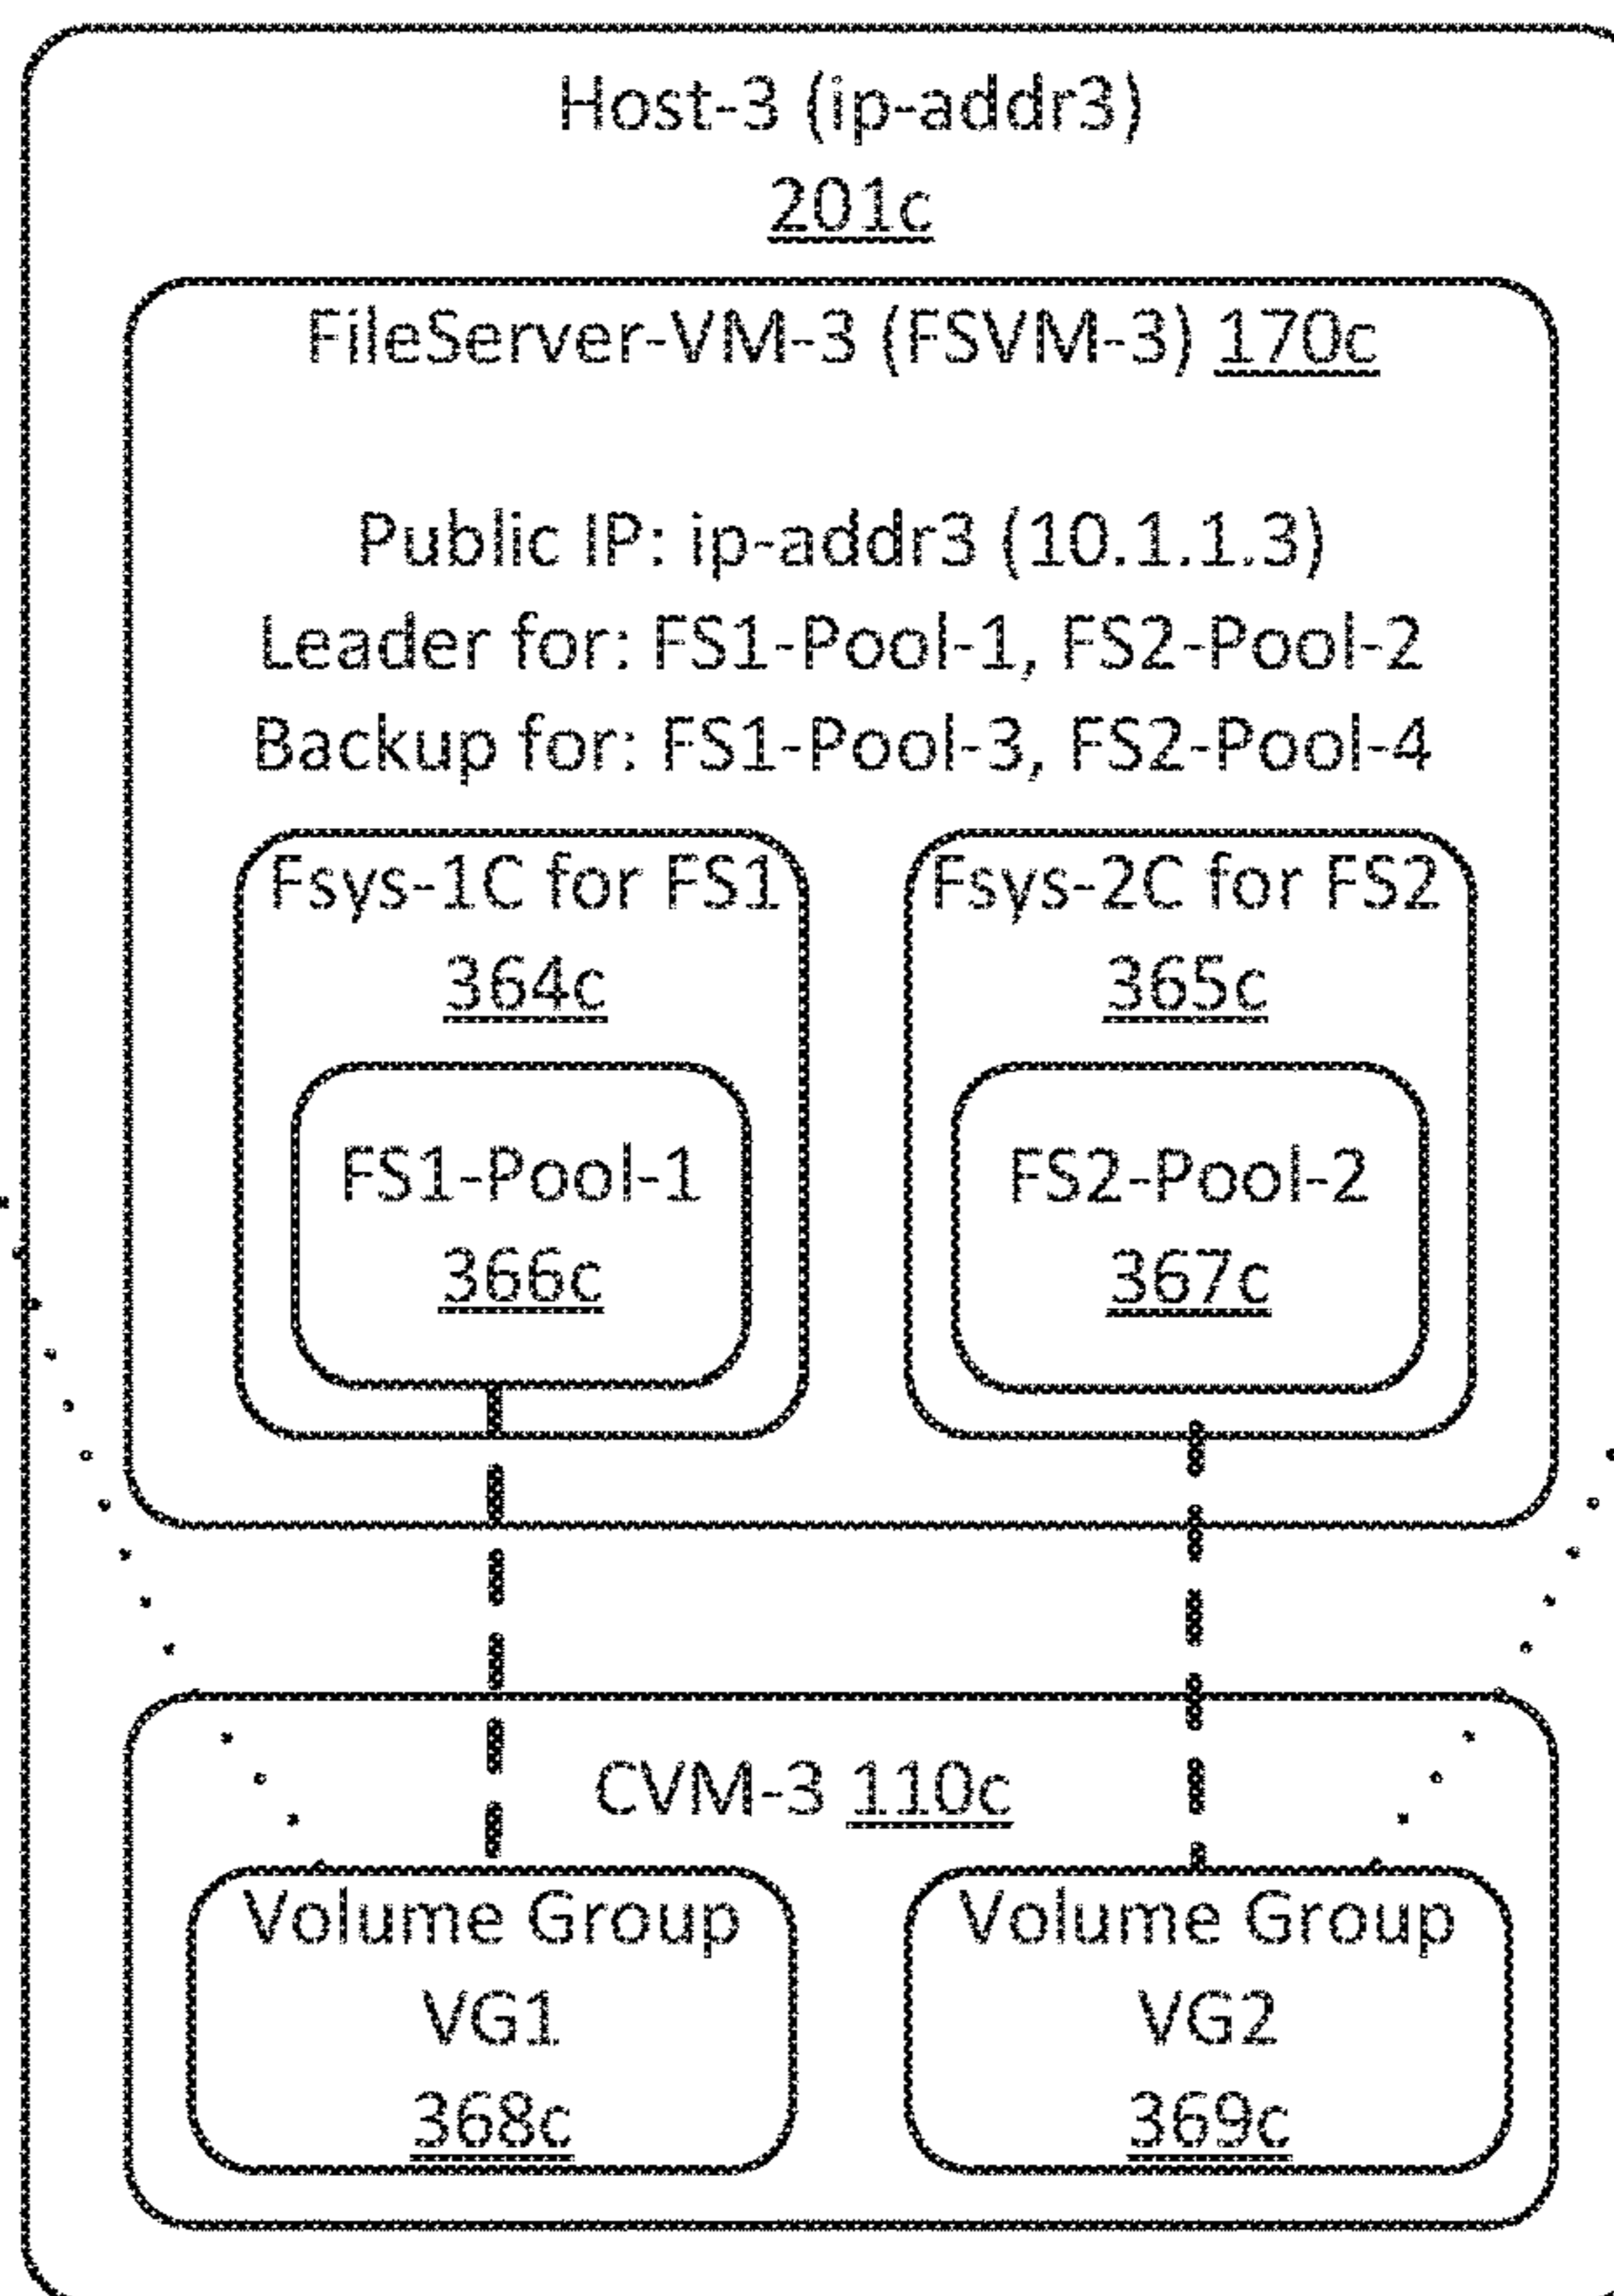 Host-3 (ip-addr3)
201c
FileServer-VM-3 (FSVM-3) 170c
Public IP: ip-addr3 (10.1.1.3)
Leader for: FS1-Pool-1, FS2-Pool-2
Backup for: FS1-Pool-3, FS2-Pool-4
Fsys-1C for FS1
364c
FS1-Pool-1
366c
Fsys-2C for FS2
365c
FS2-Pool-2
367c
CVM-3 110c
Volume Group
VG1
368c
Volume Group
VG2
369c